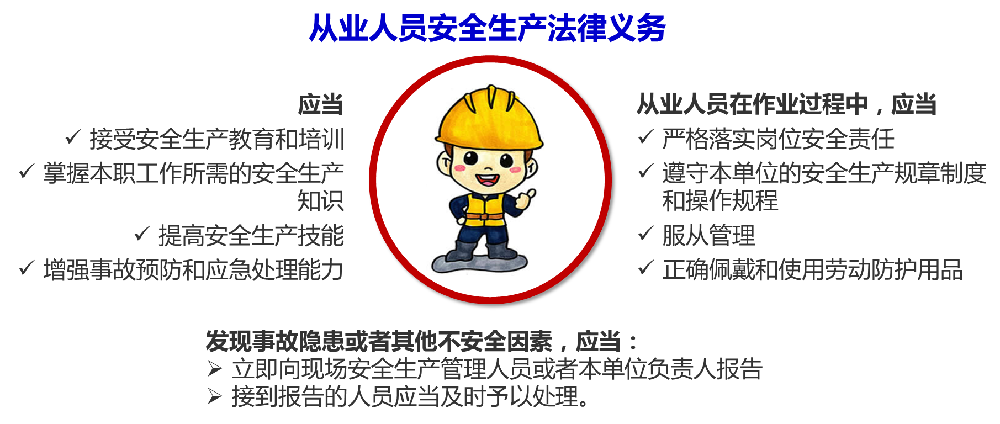 从业人员安全生产法律义务
应当
✓ 接受安全生产教育和培训
✓ 掌握本职工作所需的安全生产
知识
✓ 提高安全生产技能
✓ 增强事故预防和应急处理能力
从业人员在作业过程中，应当
✓ 严格落实岗位安全责任
✓ 遵守本单位的安全生产规章制度
和操作规程
✓ 服从管理
✓ 正确佩戴和使用劳动防护用品
发现事故隐患或者其他不安全因素，应当：
➢ 立即向现场安全生产管理人员或者本单位负责人报告
➢ 接到报告的人员应当及时予以处理。